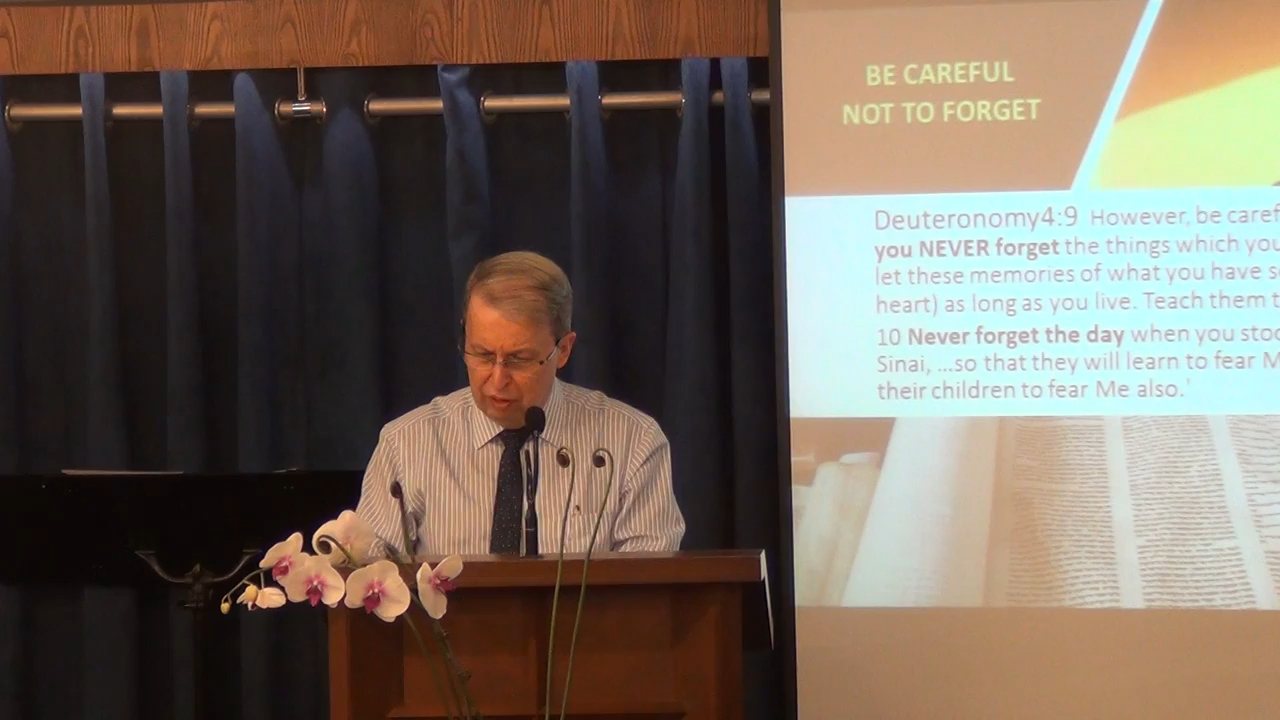 BE CAREFUL
NOT TO FORGET
Deuteronomy4:9 However, be caref
you NEVER forget the things which you
let these memories of what you have s
heart) as long as you live. Teach them t
10 Never forget the day when you stoo
Sinai, ...so that they will learn to fear M
their children to fear Me also.'